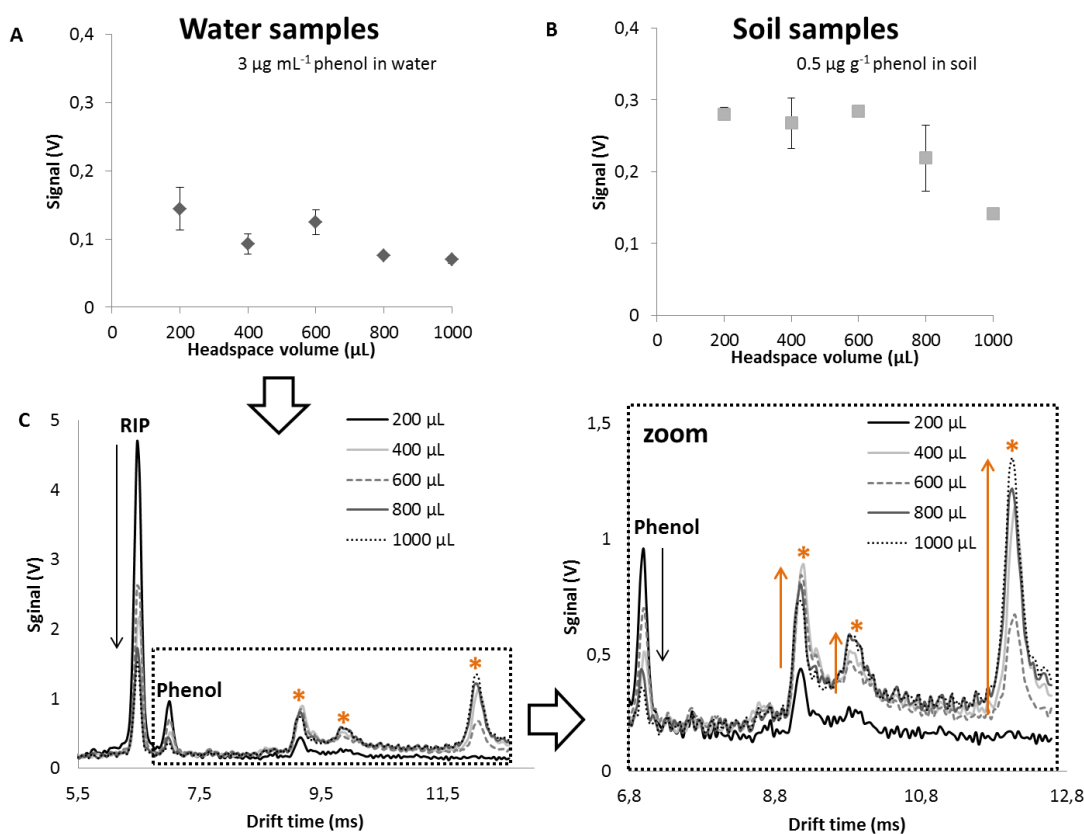 A
Water samples
3 µg mL-1 phenol in water
0,4
0,3
0,2
0,1
0
Signal (V)
0 200 400 600 800 1000
Headspace volume (µL)
B
Soil samples
0.5 µg g-1 phenol in soil
0,4
0,3
0,2
0,1
0
Signal (V)
0 200 400 600 800 1000
Headspace volume (µL)
C
5
4
3
2
1
0
Sginal (V)
RIP
Phenol
*
*
*
200 µL
400 µL
600 µL
800 µL
1000 µL
5,5 7,5 9,5 11,5
Drift time (ms)
zoom
1,5
1
0,5
0
Sginal (V)
Phenol
*
*
*
200 µL
400 µL
600 µL
800 µL
1000 µL
6,8 8,8 10,8 12,8
Drift time (ms)